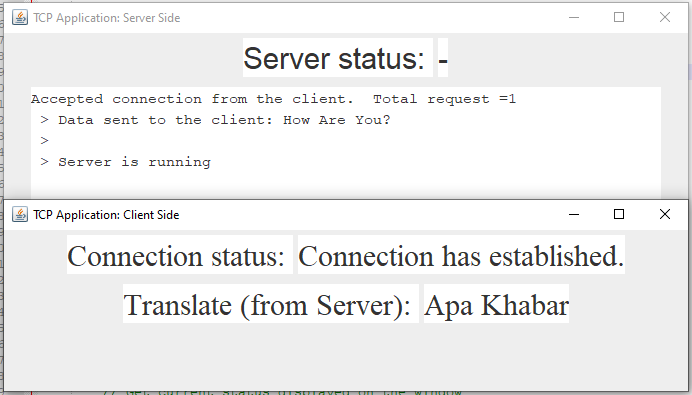 TCP Application: Server Side
Server status: -
Accepted connection from the client.  Total request =1
> Data sent to the client: How Are You?
>
> Server is running
TCP Application: Client Side
Connection status: Connection has established.
Translate (from Server): Apa Khabar